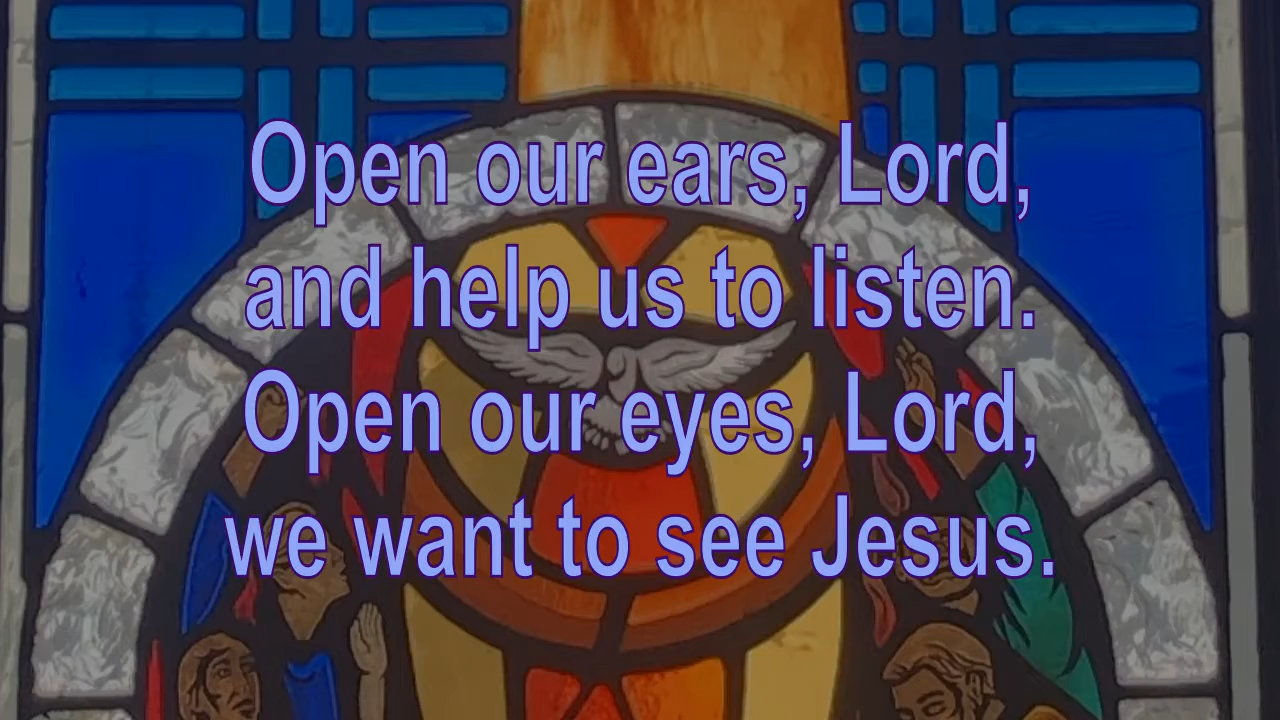 Open our ears, Lord,
and help us to listen.
Open our eyes, Lord,
we want to see Jesus.